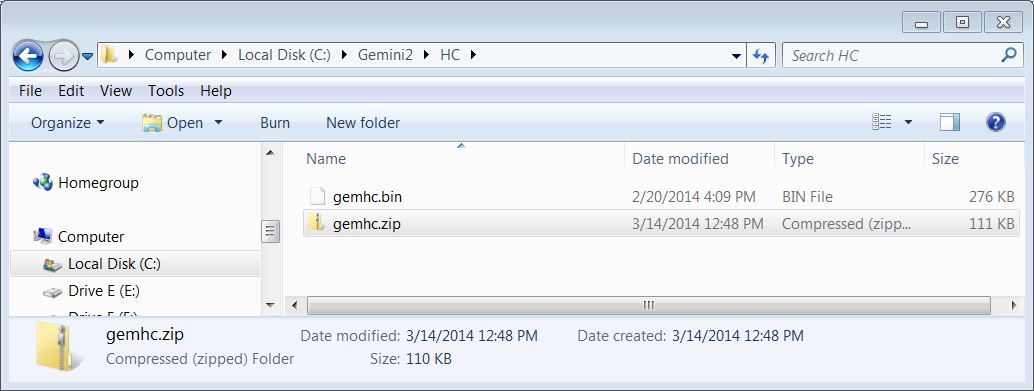 Computer Local Disk (C:) Gemini2 HC Search HC
File Edit View Tools Help
Organize Open Burn New folder
Name Date modified Type Size
Homegroup
gemhc.bin 2/20/2014 4:09 PM BIN File 276 KB
gemhc.zip 3/14/2014 12:48 PM Compressed (zipp... 111 KB
Computer
Local Disk (C:)
Drive E (E:)
gemhc.zip Date modified: 3/14/2014 12:48 PM Date created: 3/14/2014 12:48 PM
Compressed (zipped) Folder Size: 110 KB